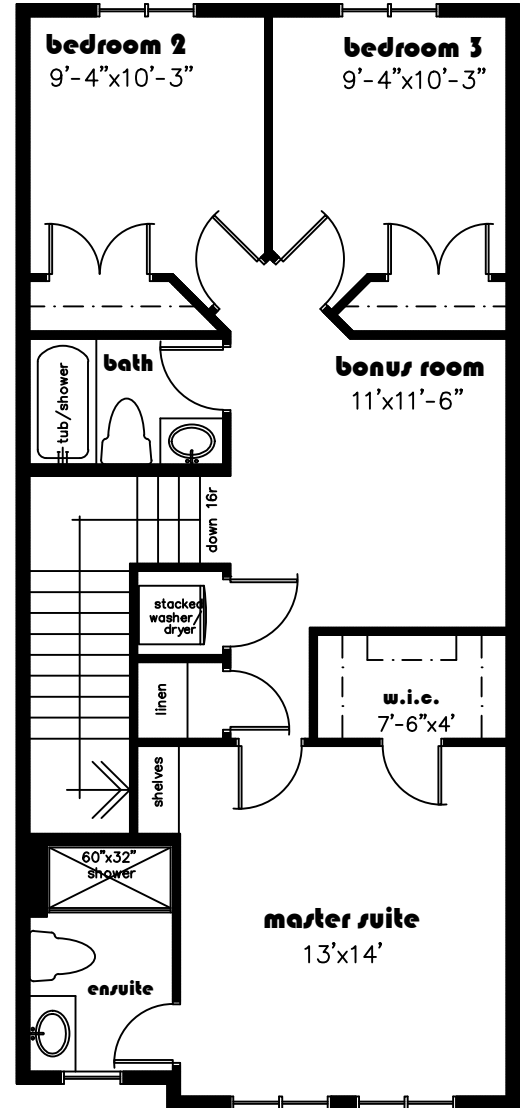 bedroom 2
9'-4"x10'-3"
bedroom 3
9'-4"x10'-3"
bath
tub/shower
bonus room
11'x11'-6"
down 16r
stacked
washer/
dryer
linen
w.i.c.
7'-6"x4'
shelves
60"x32"
shower
master suite
13'x14'
ensuite